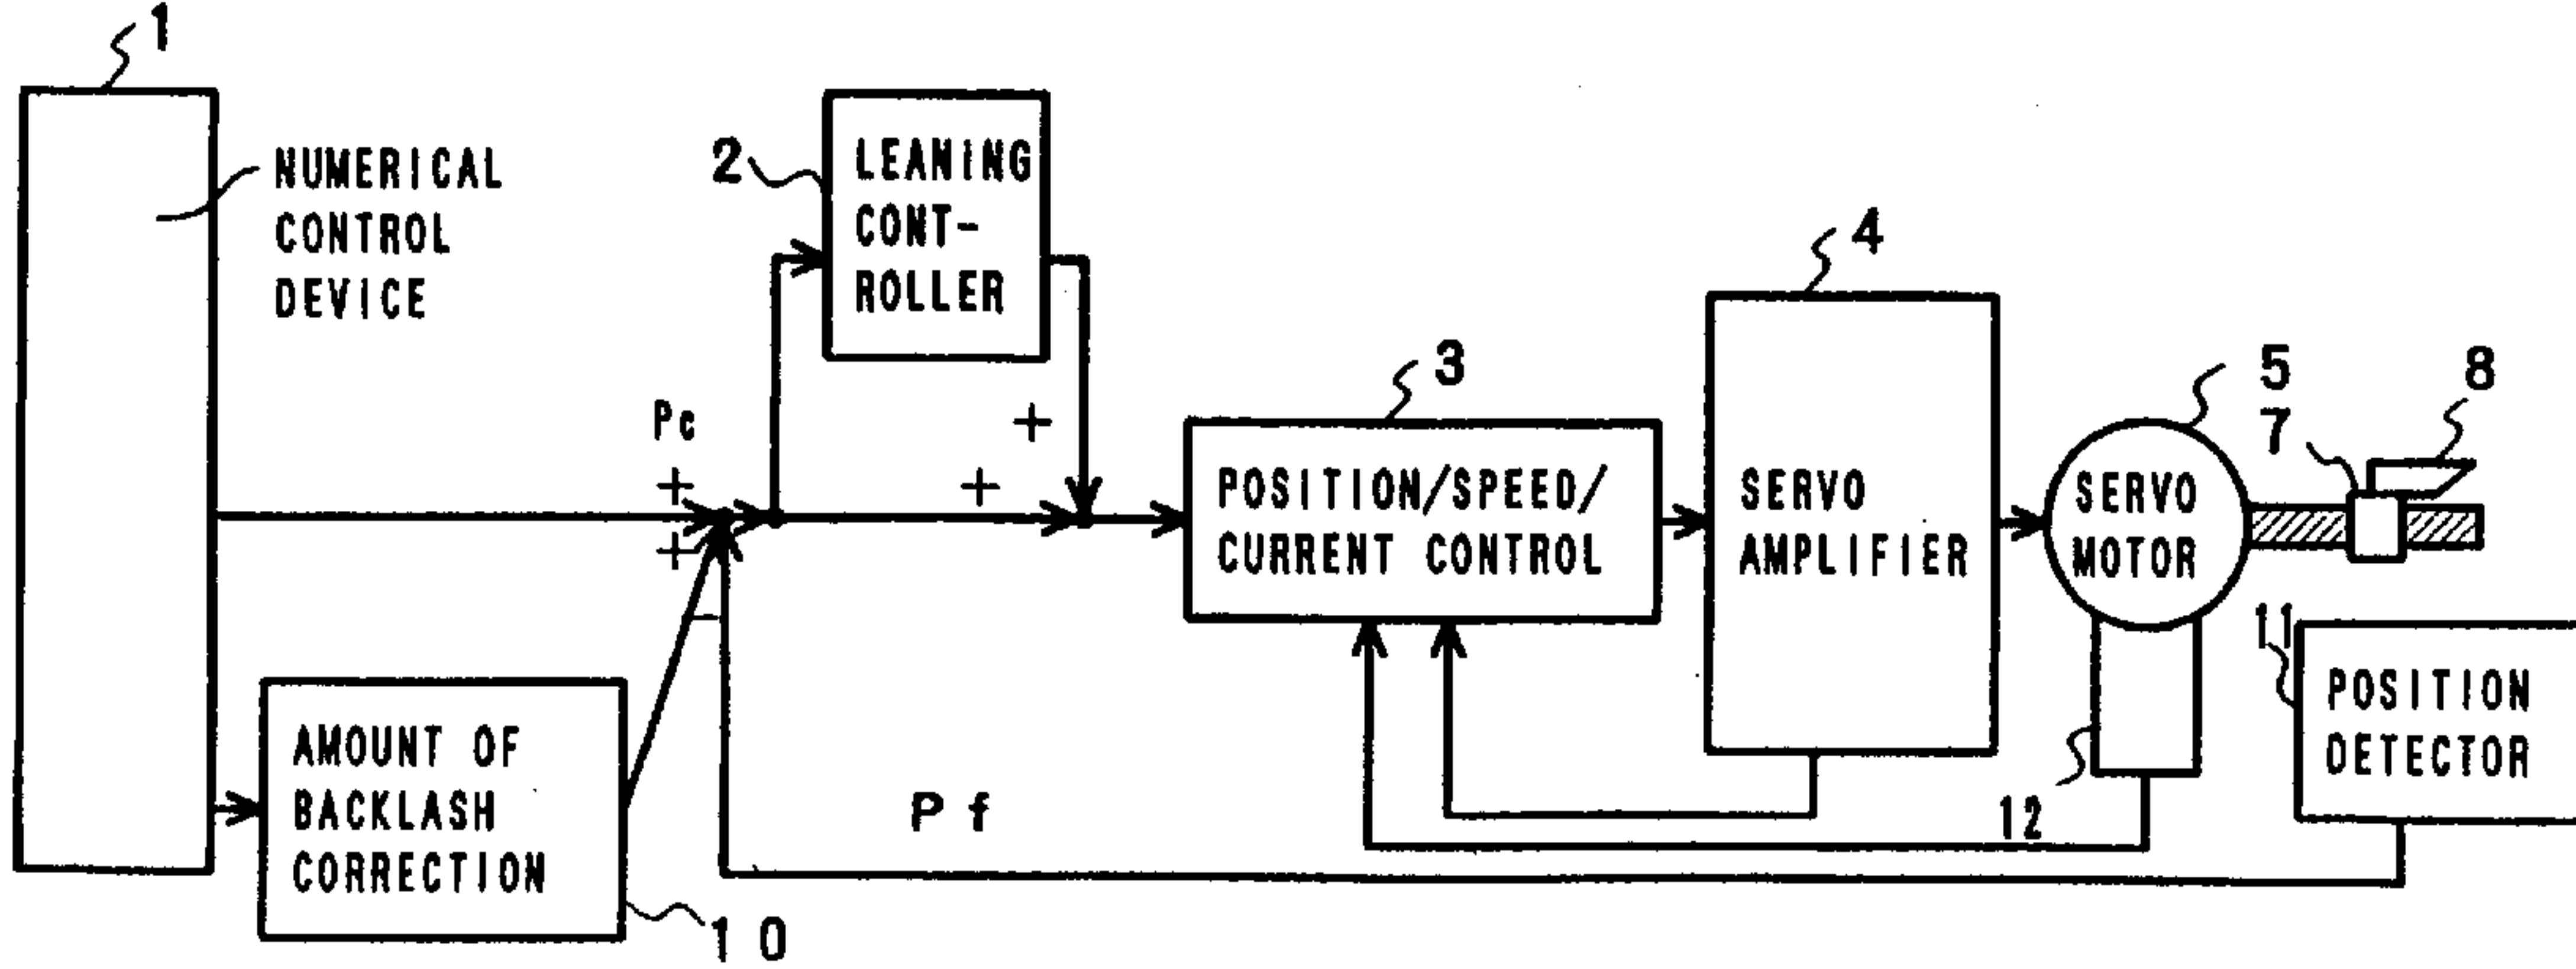 1
NUMERICAL
CONTROL
DEVICE
2
LEANING
CONT-
ROLLER
Pc
+
+
+
+
−
3
POSITION/SPEED/
CURRENT CONTROL
4
SERVO
AMPLIFIER
5
SERVO
MOTOR
7
8
11
POSITION
DETECTOR
12
AMOUNT OF
BACKLASH
CORRECTION
10
Pf